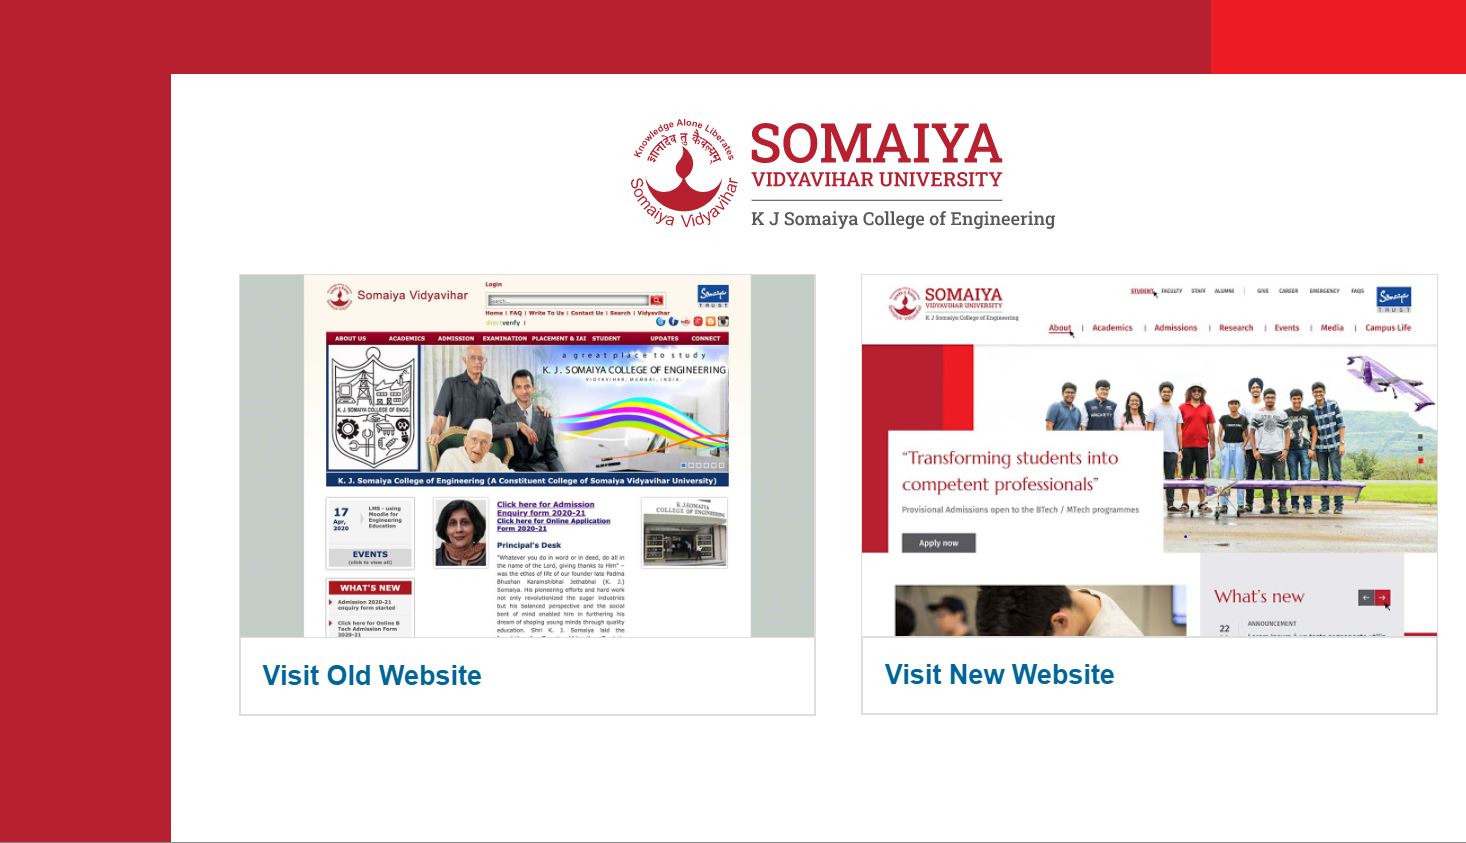 Knowledge Alone Liberates
ज्ञानादेव तु कैवल्यम्
Somaiya Vidyavihar
SOMAIYA
VIDYAVIHAR UNIVERSITY
K J Somaiya College of Engineering
Somaiya Vidyavihar
Login
Search...
Home | FAQ | Write To Us | Contact Us | Search | Vidyavihar
directverify |
Somaiya
TRUST
ABOUT US ACADEMICS ADMISSION EXAMINATION PLACEMENT & IAI STUDENT UPDATES CONNECT
a great place to study
K. J. SOMAIYA COLLEGE OF ENGINEERING
VIDYAVIHAR, MUMBAI, INDIA.
K. J. SOMAIYA COLLEGE OF ENGG.
K. J. Somaiya College of Engineering (A Constituent College of Somaiya Vidyavihar University)
17
Apr,
2020
LMS - using
Moodle for
Engineering
Education
EVENTS
(click to view all)
WHAT'S NEW
Admission 2020-21
enquiry form started
Click here for Online B
Tech Admission Form
2020-21
Click here for Admission
Enquiry form 2020-21
Click here for Online Application
Form 2020-21
Principal's Desk
"Whatever you do in word or in deed, do all in
the name of the Lord, giving thanks to Him" –
was the ethos of life of our founder late Padma
Bhushan Karamshibhai Jethabhai (K. J.)
Somaiya. His pioneering efforts and hard work
not only revolutionized the sugar industries
but his balanced perspective and the social
bent of mind enabled him in furthering his
dream of shaping young minds through quality
education. Shri K. J. Somaiya laid the
K. J. SOMAIYA
COLLEGE OF ENGINEERING
Visit Old Website
SOMAIYA
VIDYAVIHAR UNIVERSITY
K J Somaiya College of Engineering
STUDENT FACULTY STAFF ALUMNI | GIVE CAREER EMERGENCY FAQS
Somaiya
TRUST
About | Academics | Admissions | Research | Events | Media | Campus Life
“Transforming students into
competent professionals”
Provisional Admissions open to the BTech / MTech programmes
Apply now
What's new
22
ANNOUNCEMENT
Visit New Website